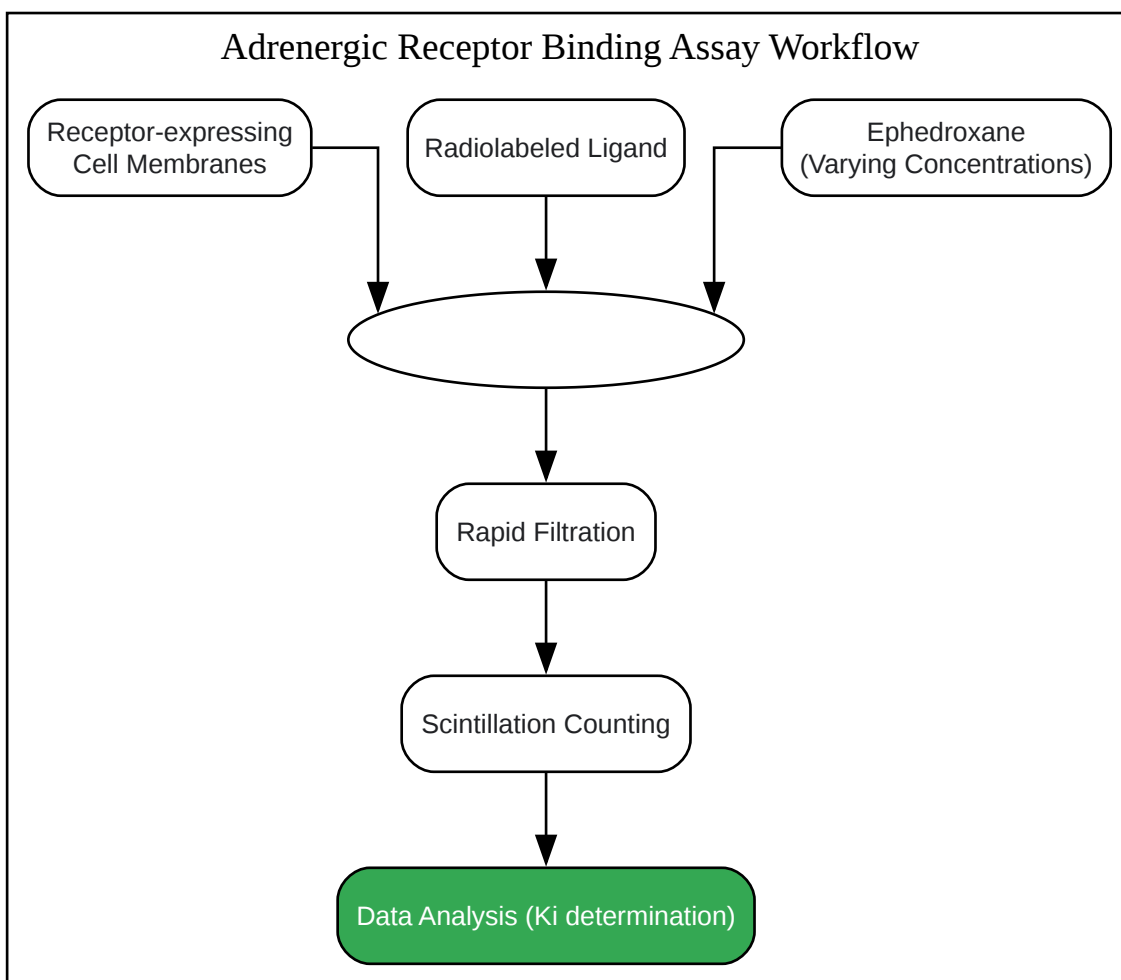 Adrenergic Receptor Binding Assay Workflow
Receptor-expressing
Cell Membranes
Radiolabeled Ligand
Ephedroxane
(Varying Concentrations)
Rapid Filtration
Scintillation Counting
Data Analysis (Ki determination)